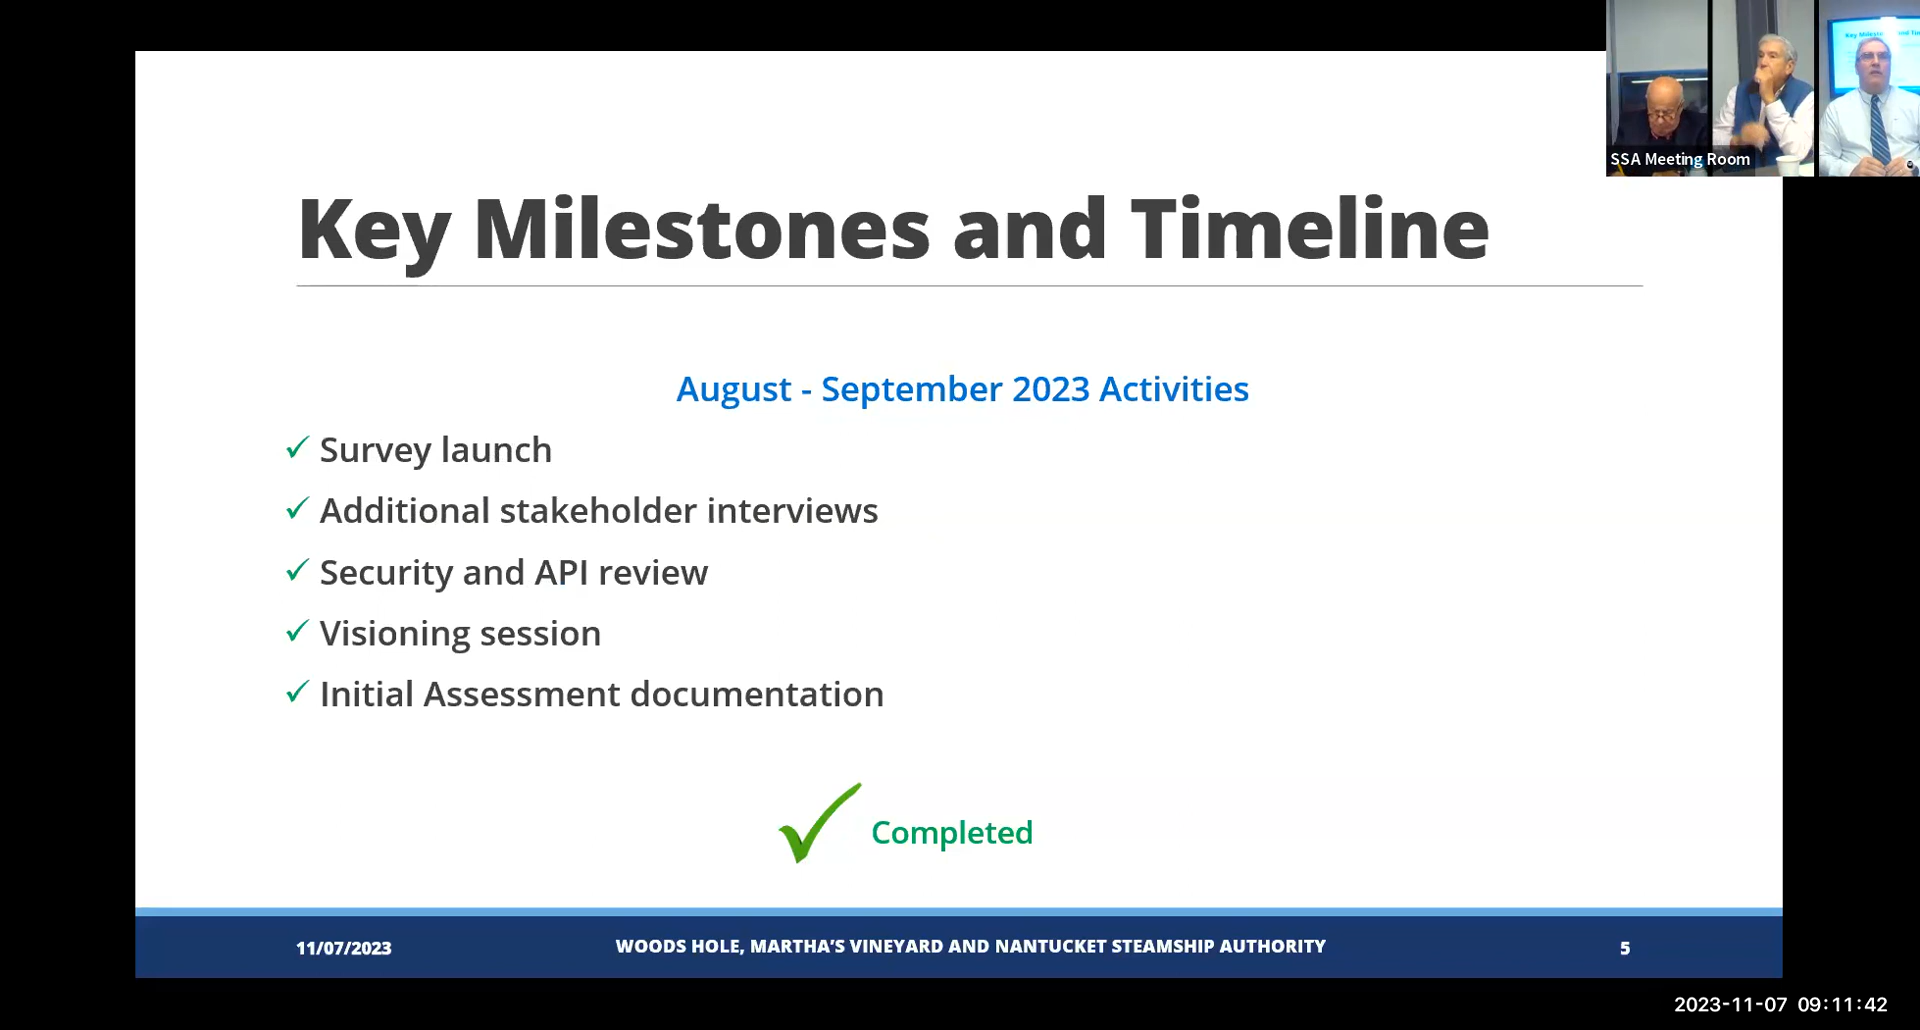 Key Milestones and Timeline
August - September 2023 Activities
✓ Survey launch
✓ Additional stakeholder interviews
✓ Security and API review
✓ Visioning session
✓ Initial Assessment documentation
Completed
11/07/2023
WOODS HOLE, MARTHA’S VINEYARD AND NANTUCKET STEAMSHIP AUTHORITY
5
SSA Meeting Room
2023-11-07 09:11:42